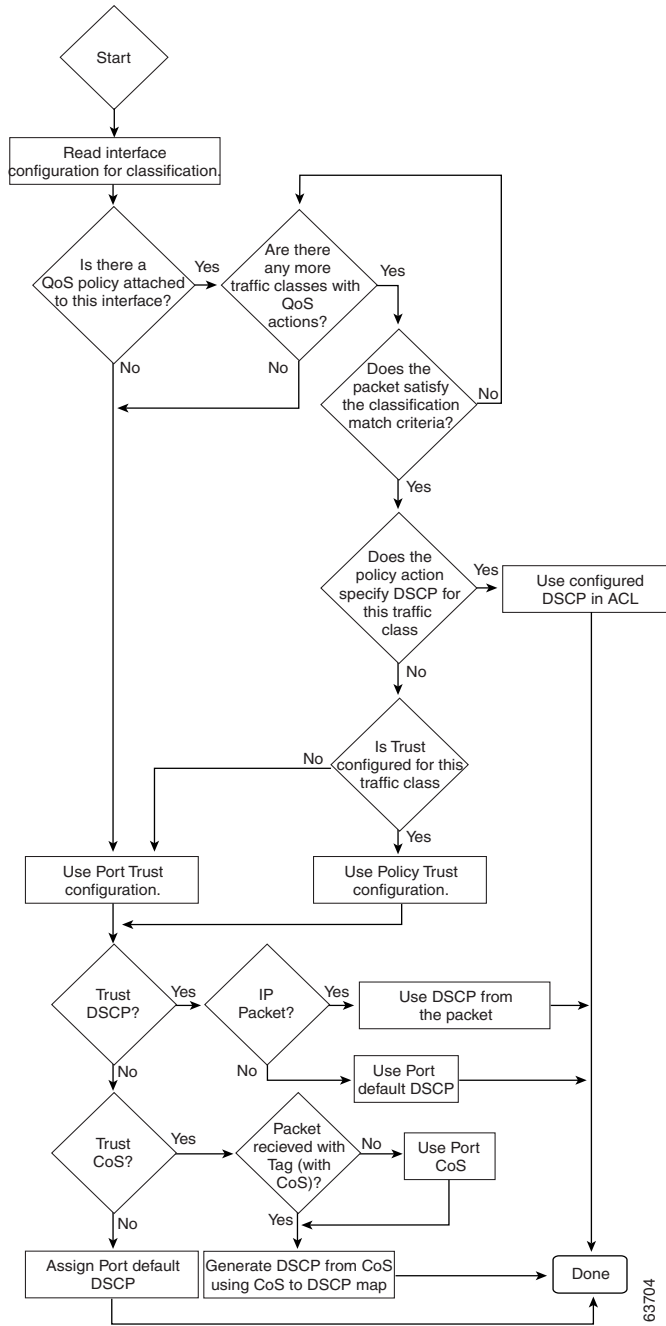 Start
Read interface
configuration for classification.
Is there a
QoS policy attached
to this interface?
Yes
No
Are there
any more
traffic classes with
QoS
actions?
Yes
No
Does the
packet satisfy
the classification
match criteria?
No
Yes
Does the
policy action
specify DSCP for
this traffic
class
Yes
Use configured
DSCP in ACL
No
Is Trust
configured for this
traffic class
No
Yes
Use Port Trust
configuration.
Use Policy Trust
configuration.
Trust
DSCP?
Yes
IP
Packet?
Yes
Use DSCP from
the packet
No
No
Use Port
default DSCP
Trust
CoS?
Yes
Packet
recieved with
Tag (with
CoS)?
No
Use Port
CoS
No
Yes
Assign Port default
DSCP
Generate DSCP from CoS
using CoS to DSCP map
Done
63704